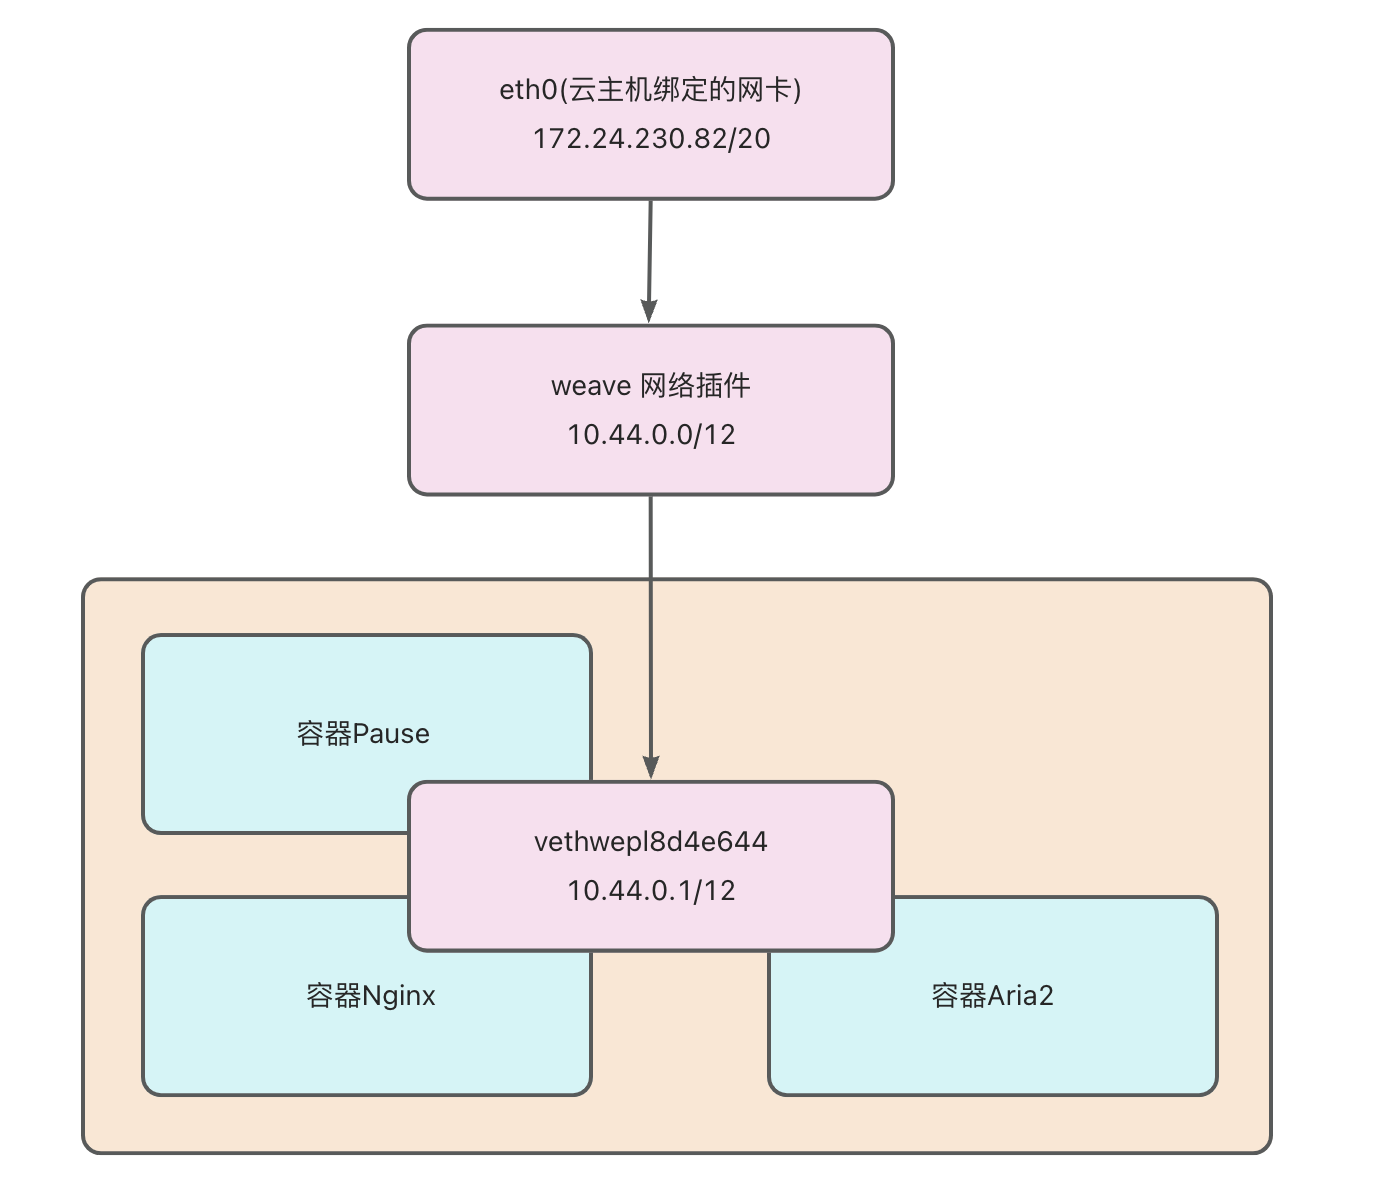 eth0(云主机绑定的网卡)
172.24.230.82/20
weave 网络插件
10.44.0.0/12
容器Pause
vethwepl8d4e644
10.44.0.1/12
容器Nginx
容器Aria2